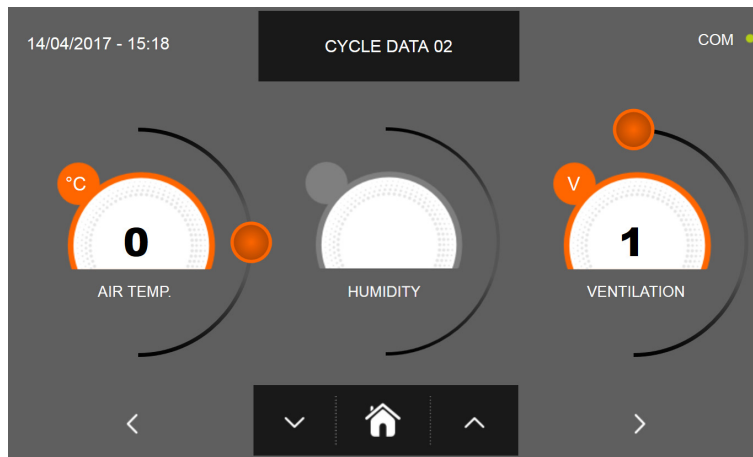 14/04/2017 - 15:18
CYCLE DATA 02
COM
°C
0
AIR TEMP.
HUMIDITY
V
1
VENTILATION